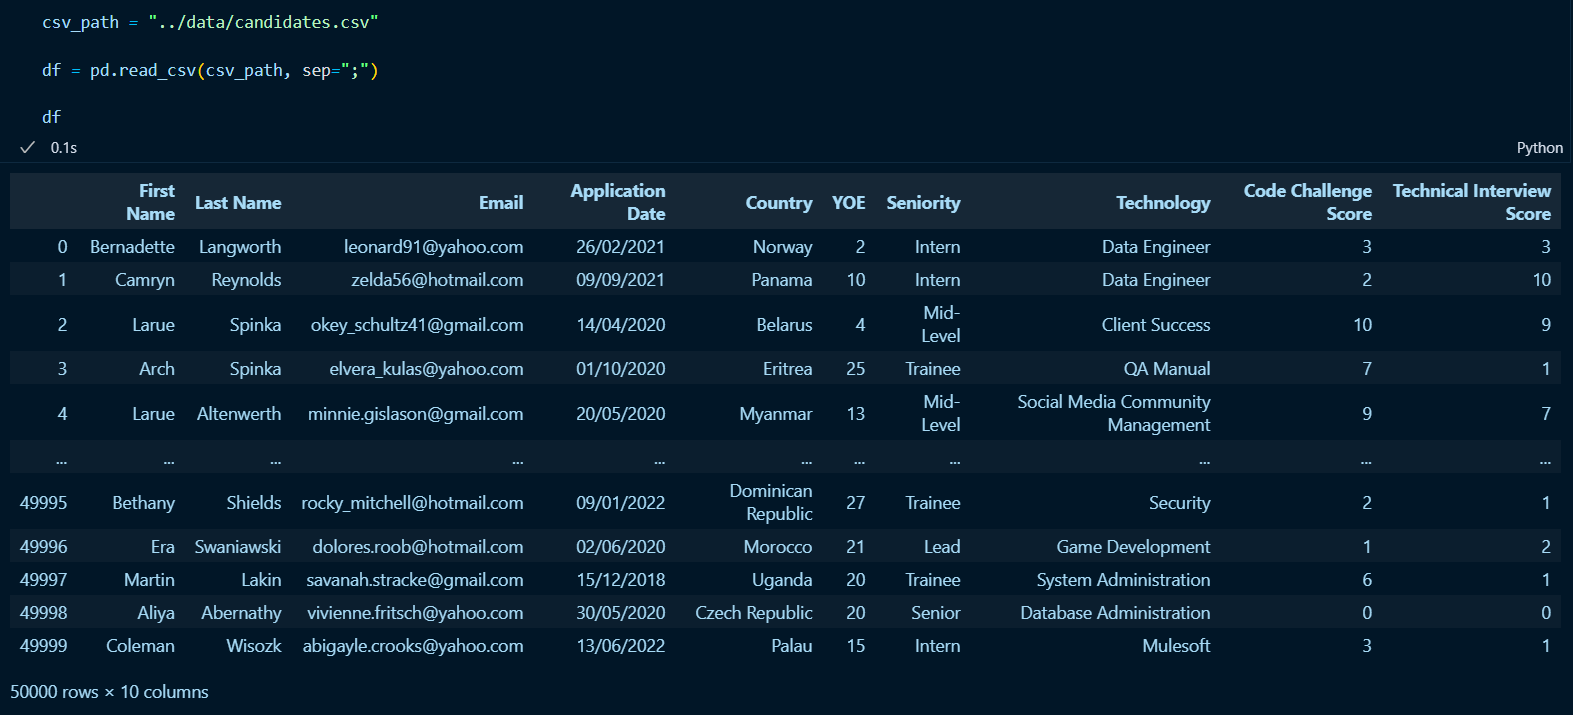 csv_path = "../data/candidates.csv"
df = pd.read_csv(csv_path, sep=";")
df
0.1s
Python
First Name Last Name Email Application Date Country YOE Seniority Technology Code Challenge Score Technical Interview Score
0 Bernadette Langworth leonard91@yahoo.com 26/02/2021 Norway 2 Intern Data Engineer 3 3
1 Camryn Reynolds zelda56@hotmail.com 09/09/2021 Panama 10 Intern Data Engineer 2 10
2 Larue Spinka okey_schultz41@gmail.com 14/04/2020 Belarus 4 Mid-Level Client Success 10 9
3 Arch Spinka elvera_kulas@yahoo.com 01/10/2020 Eritrea 25 Trainee QA Manual 7 1
4 Larue Altenwerth minnie.gislason@gmail.com 20/05/2020 Myanmar 13 Mid-Level Social Media Community Management 9 7
... ... ... ... ... ... ... ... ... ... ...
49995 Bethany Shields rocky_mitchell@hotmail.com 09/01/2022 Dominican Republic 27 Trainee Security 2 1
49996 Era Swaniawski dolores.roob@hotmail.com 02/06/2020 Morocco 21 Lead Game Development 1 2
49997 Martin Lakin savanah.stracke@gmail.com 15/12/2018 Uganda 20 Trainee System Administration 6 1
49998 Aliya Abernathy vivienne.fritsch@yahoo.com 30/05/2020 Czech Republic 20 Senior Database Administration 0 0
49999 Coleman Wisozk abigayle.crooks@yahoo.com 13/06/2022 Palau 15 Intern Mulesoft 3 1
50000 rows × 10 columns